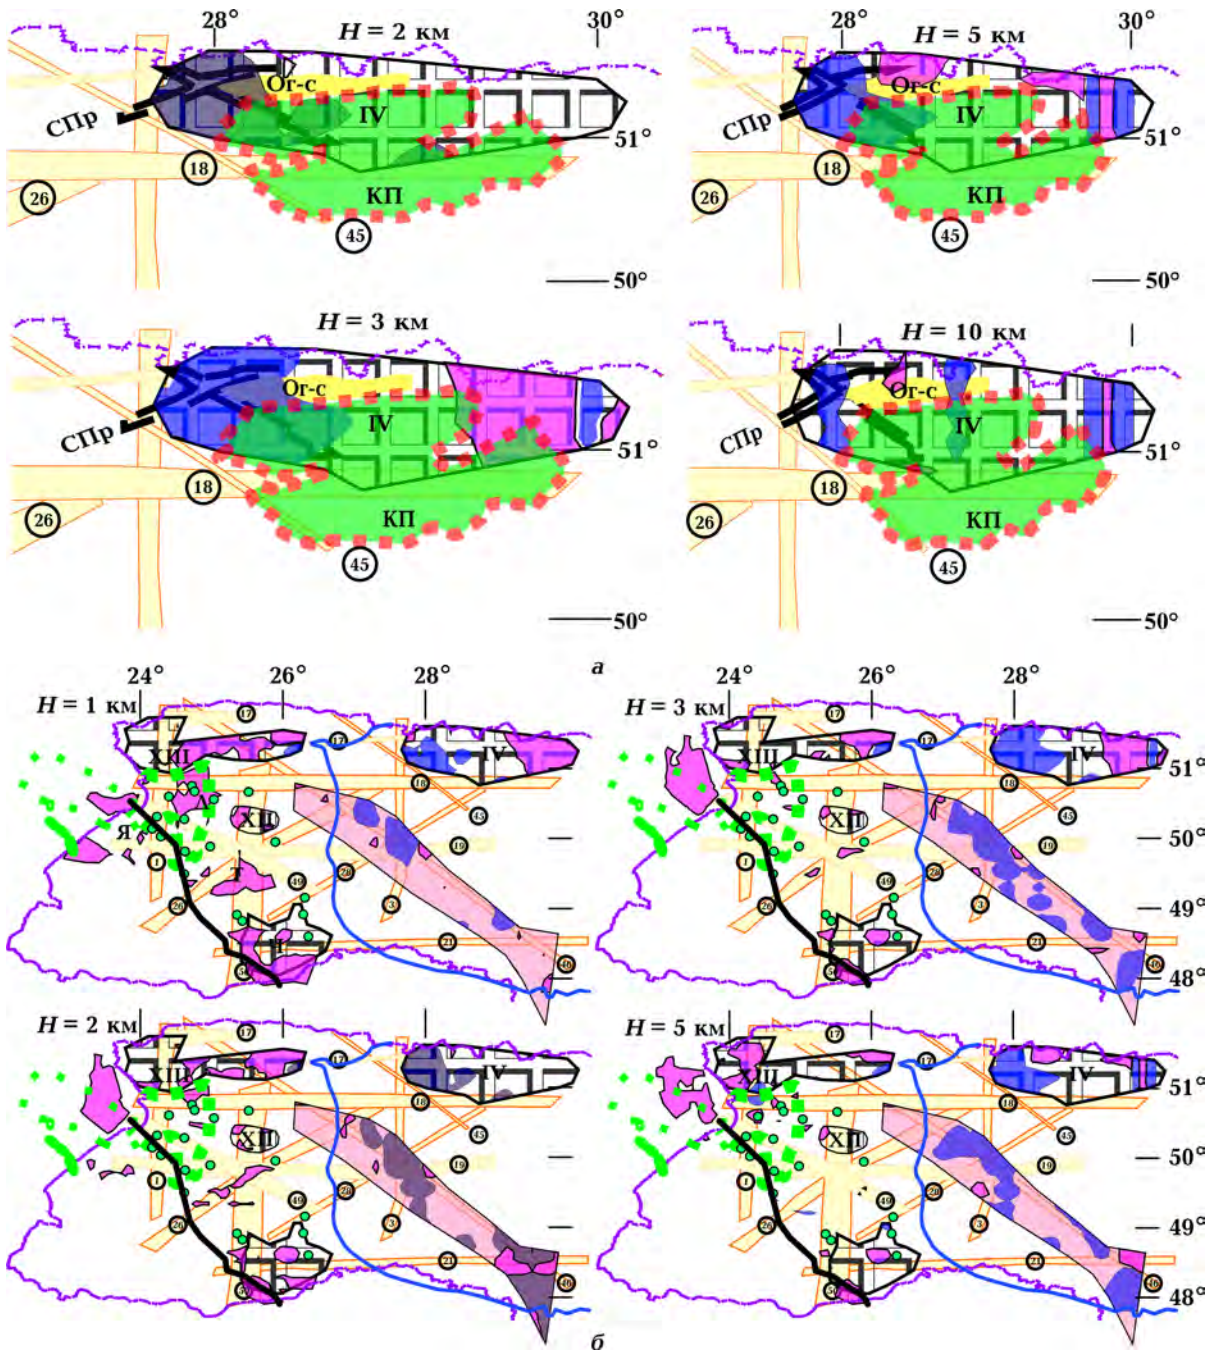 28° 30° 28° 30°
H = 2 км H = 5 км
Ог-с Ог-с
СПр IV СПр IV
51° 51°
18 18
26 КП 26 КП
45 45
50° 50°
H = 3 км H = 10 км
Ог-с Ог-с
СПр IV СПр IV
51° 51°
18 18
26 КП 26 КП
45 45
50° 50°
а
24° 26° 28° 24° 26° 28°
H = 1 км H = 3 км
17 17 17 17
XIII IV XIII IV
51° 51°
18 18
Л
Я XII 45 XII 45
50° 50°
1 19 1 19
Т
49 28 49 28
26 3 26 3
49° 49°
Н 21 21
50 46 50 46
48° 48°
H = 2 км H = 5 км
17 17 17 17
XIII IV XIII IV
51° 51°
18 18
XII 45 XII 45
50° 50°
1 19 1 19
49 28 49 28
26 3 26 3
49° 49°
21 21
50 46 50 46
48° 48°
б